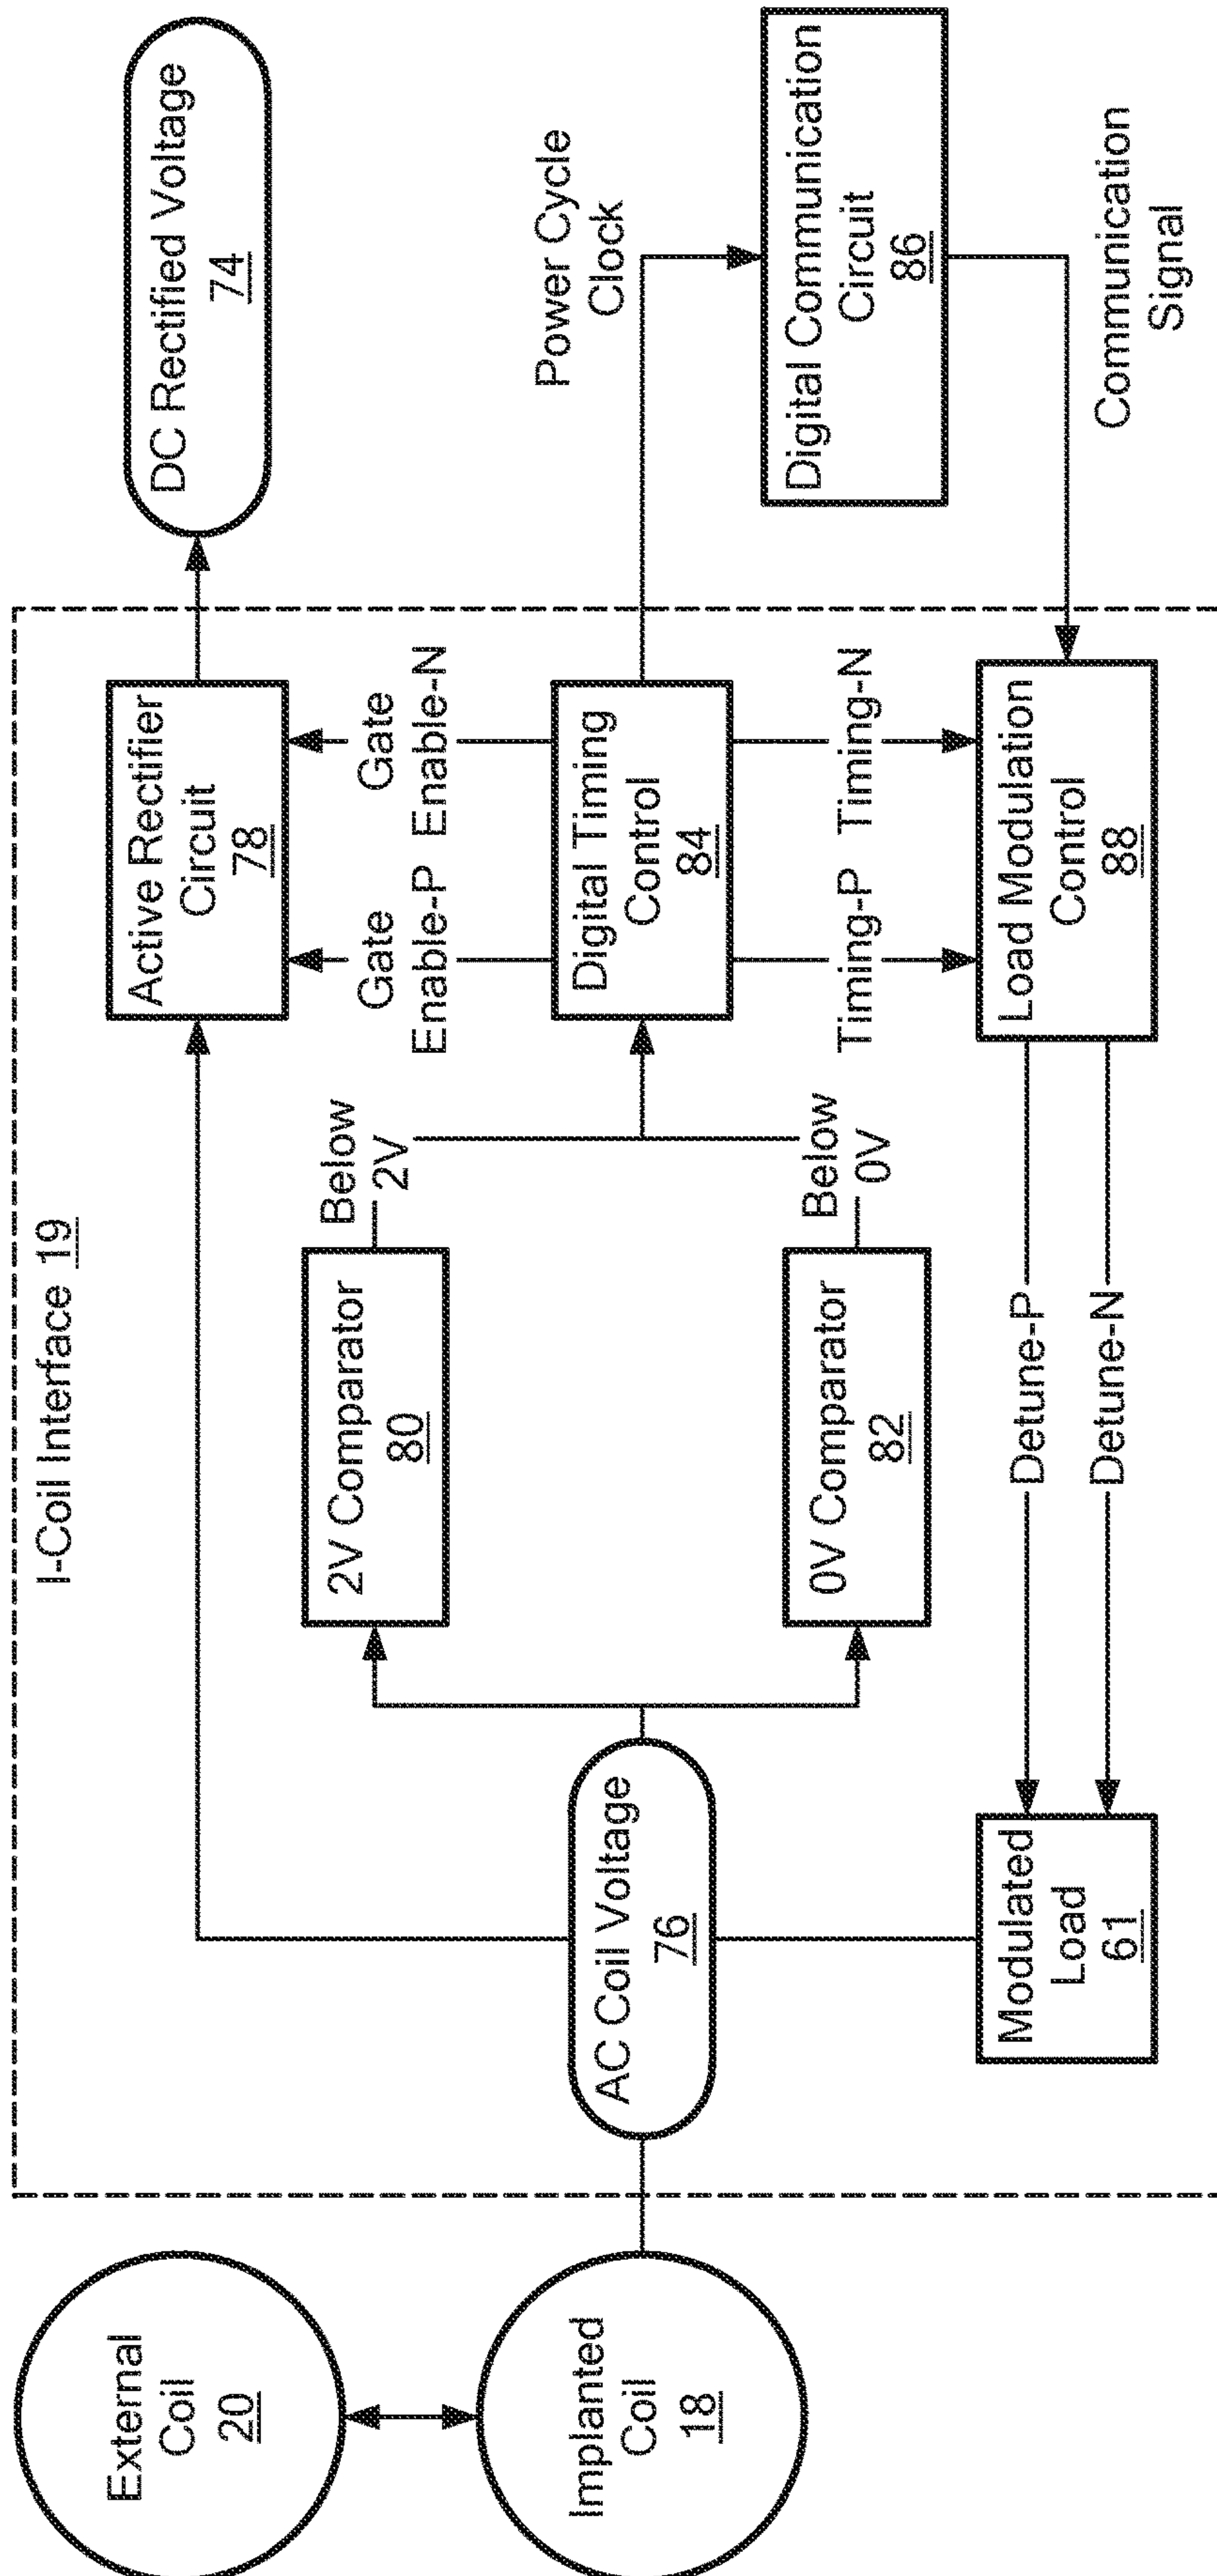 I-Coil Interface 19
External
Coil
20
Implanted
Coil
18
AC Coil Voltage
76
2V Comparator
80
Below
2V
0V Comparator
82
Below
0V
Active Rectifier
Circuit
78
DC Rectified Voltage
74
Gate
Enable-P
Gate
Enable-N
Digital Timing
Control
84
Power Cycle
Clock
Timing-P
Timing-N
Digital Communication
Circuit
86
Communication
Signal
Load Modulation
Control
88
Detune-P
Detune-N
Modulated
Load
61